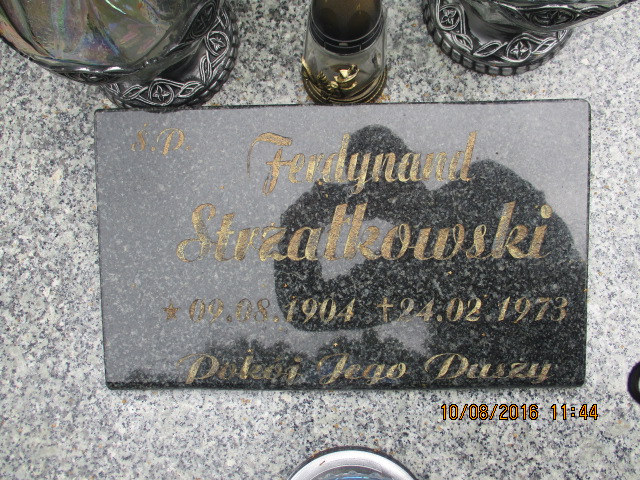 Ś.P.
Ferdynand
Strzałkowski
* 09.08.1904 †24.02.1973
Pokój Jego Duszy
10/08/2016 11:44